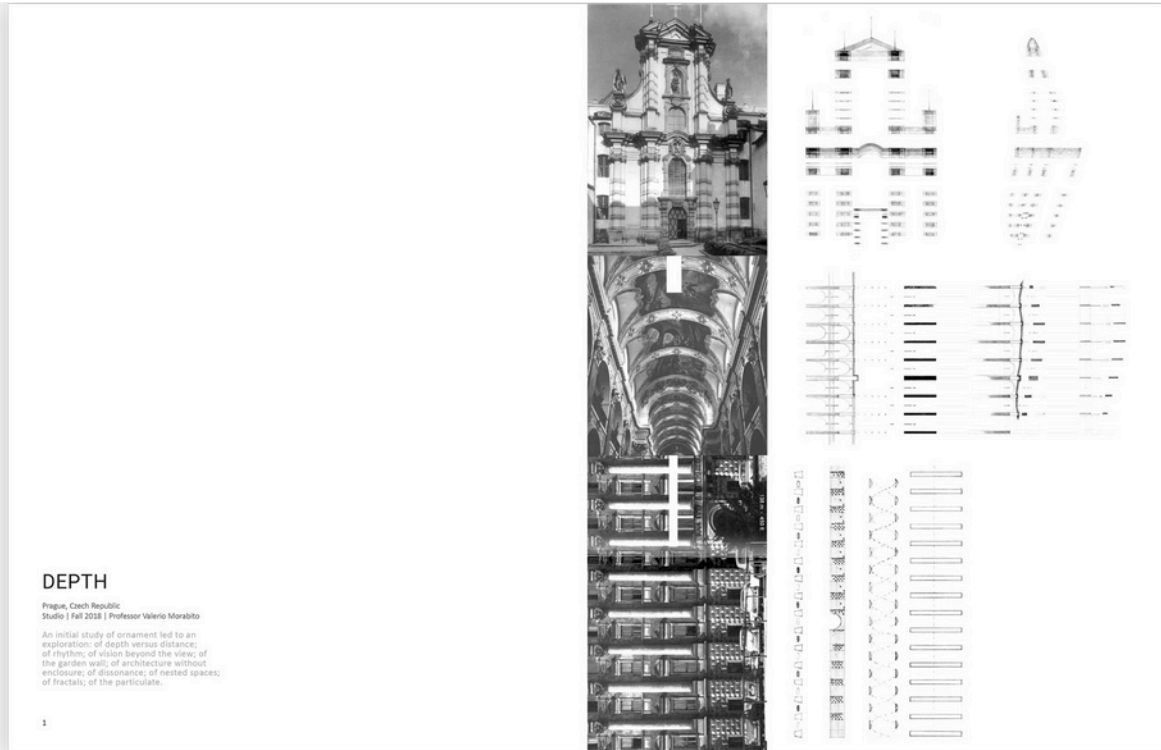 DEPTH
Prague, Czech Republic
Studio | Fall 2018 | Professor Valerio Morabito
An initial study of ornament led to an
exploration: of depth versus distance;
of rhythm; of vision beyond the view; of
the garden wall; of architecture without
enclosure; of dissonance; of nested spaces;
of fractals; of the particulate.
1